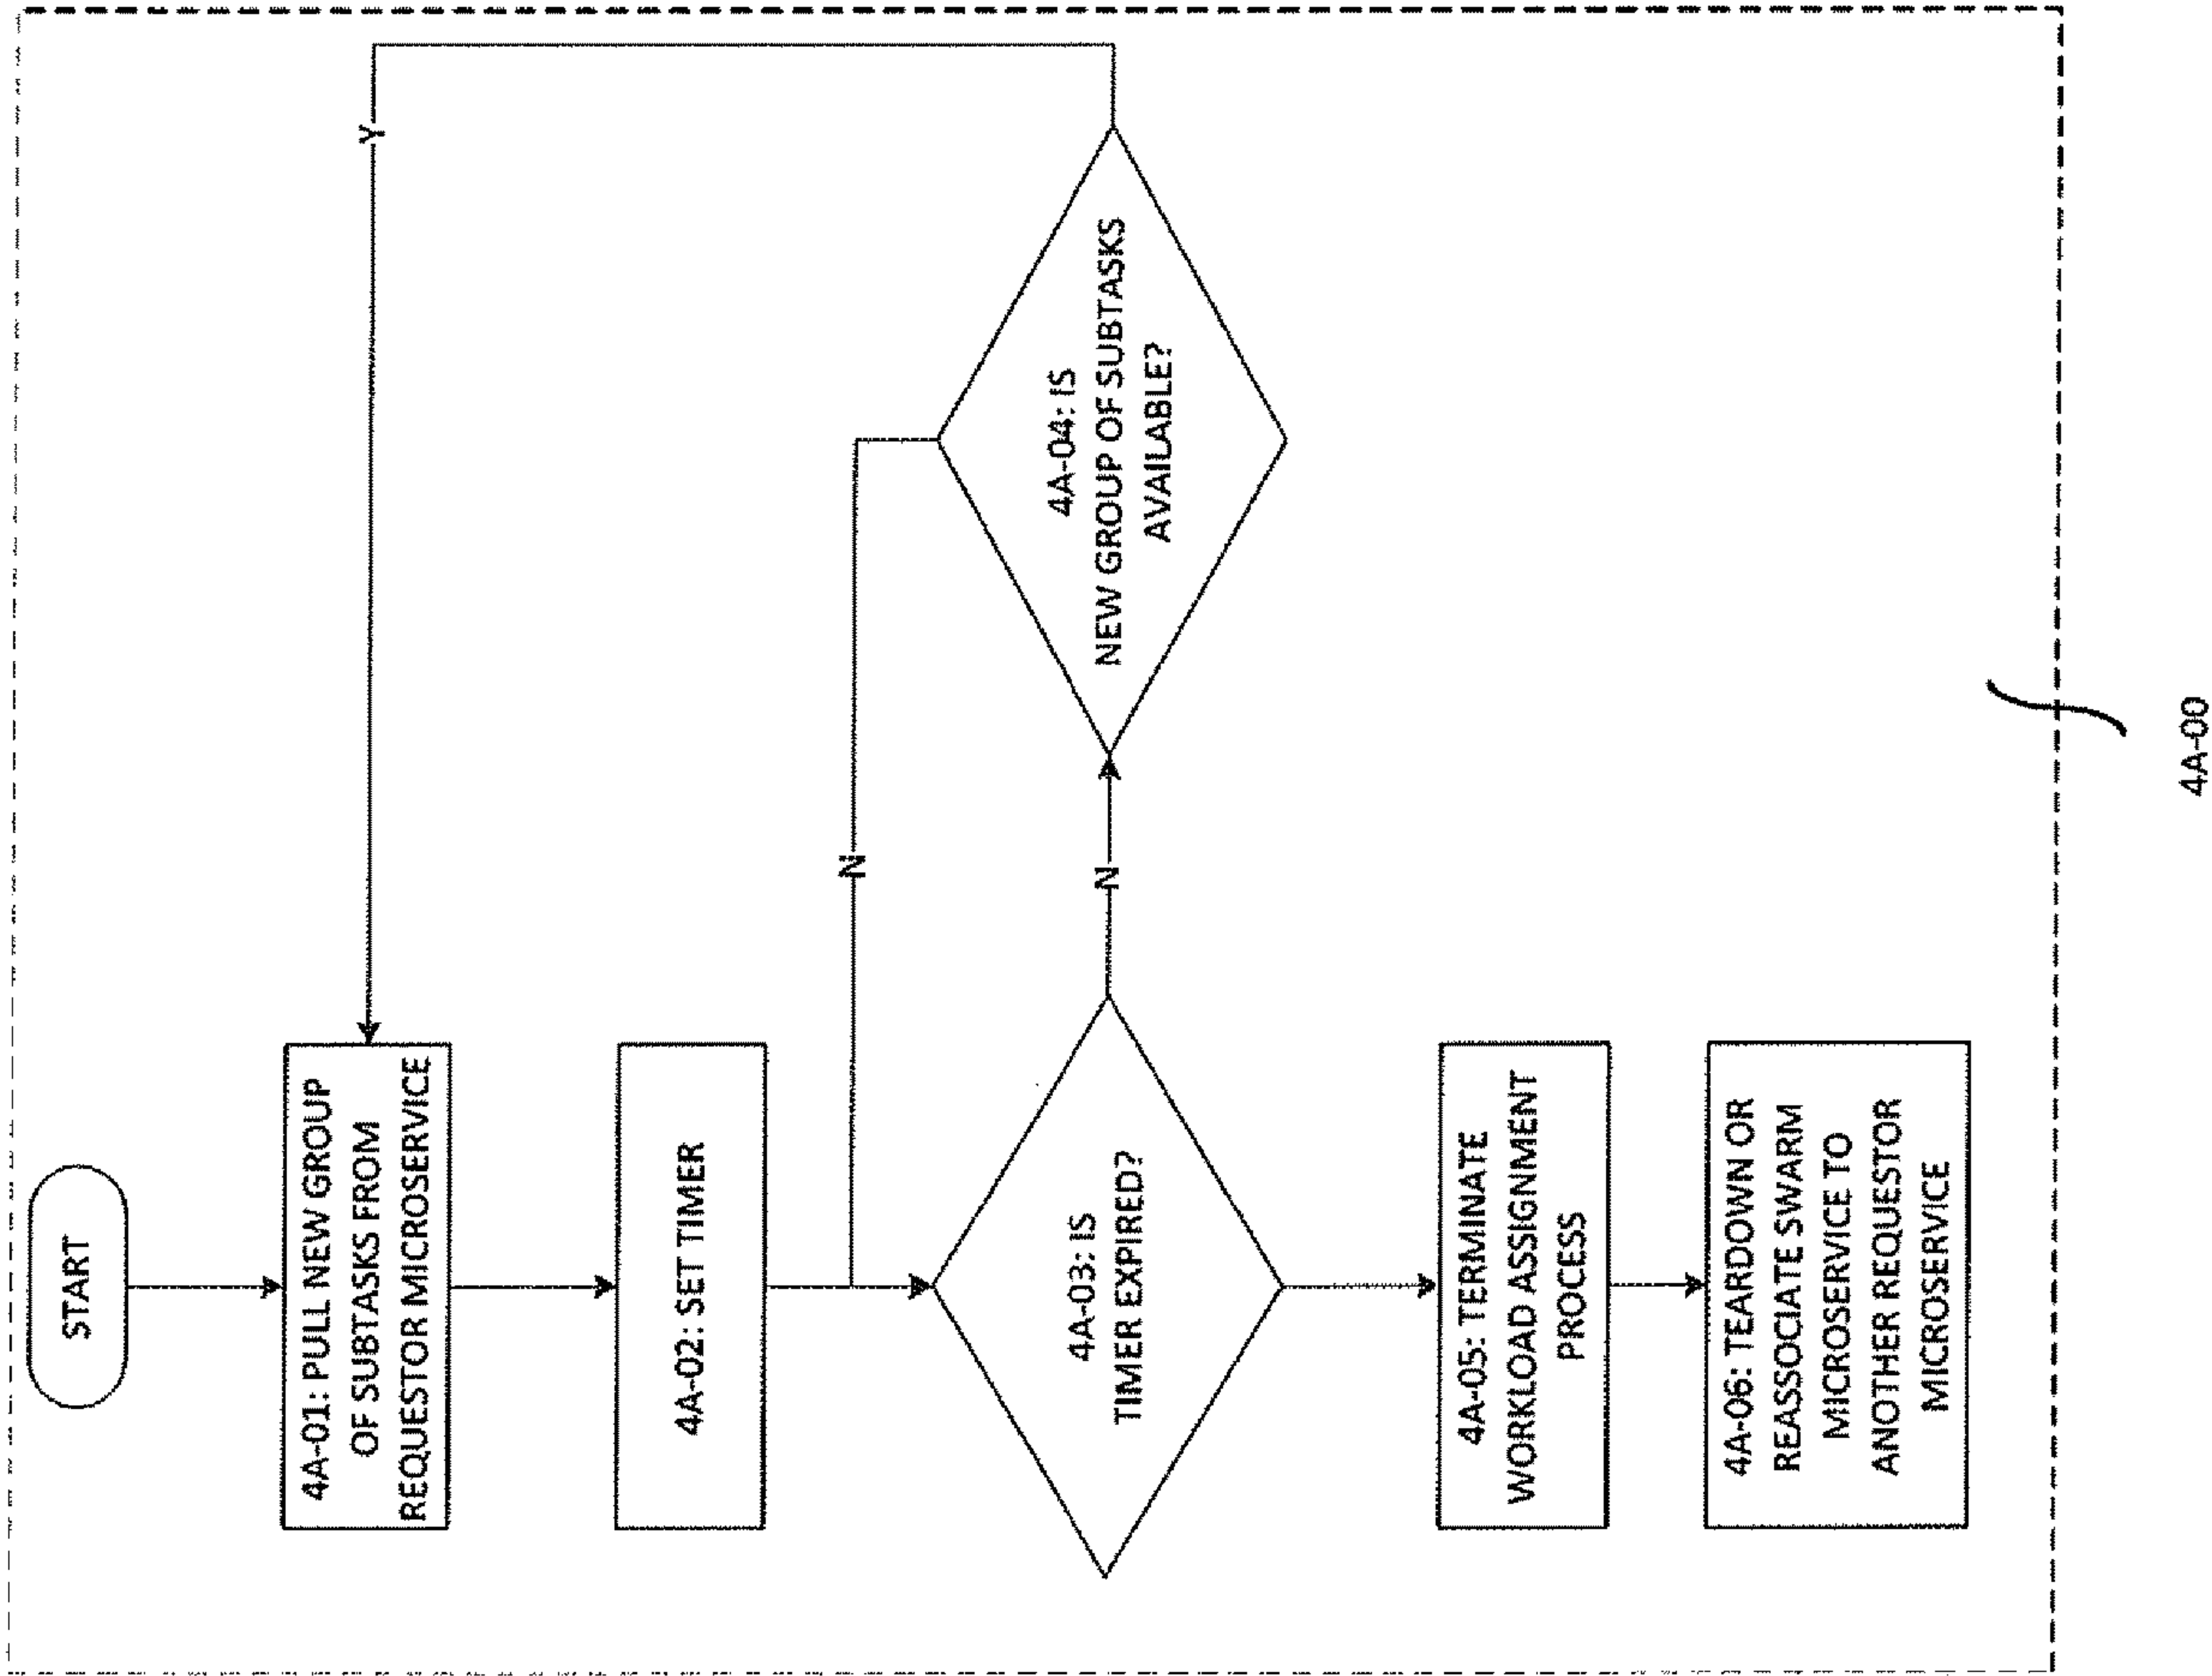 START
4A-01: PULL NEW GROUP
OF SUBTASKS FROM
REQUESTOR MICROSERVICE
4A-02: SET TIMER
4A-03: IS
TIMER EXPIRED?
N
N
4A-04: IS
NEW GROUP OF SUBTASKS
AVAILABLE?
Y
4A-05: TERMINATE
WORKLOAD ASSIGNMENT
PROCESS
4A-06: TEARDOWN OR
REASSOCIATE SWARM
MICROSERVICE TO
ANOTHER REQUESTOR
MICROSERVICE
4A-00